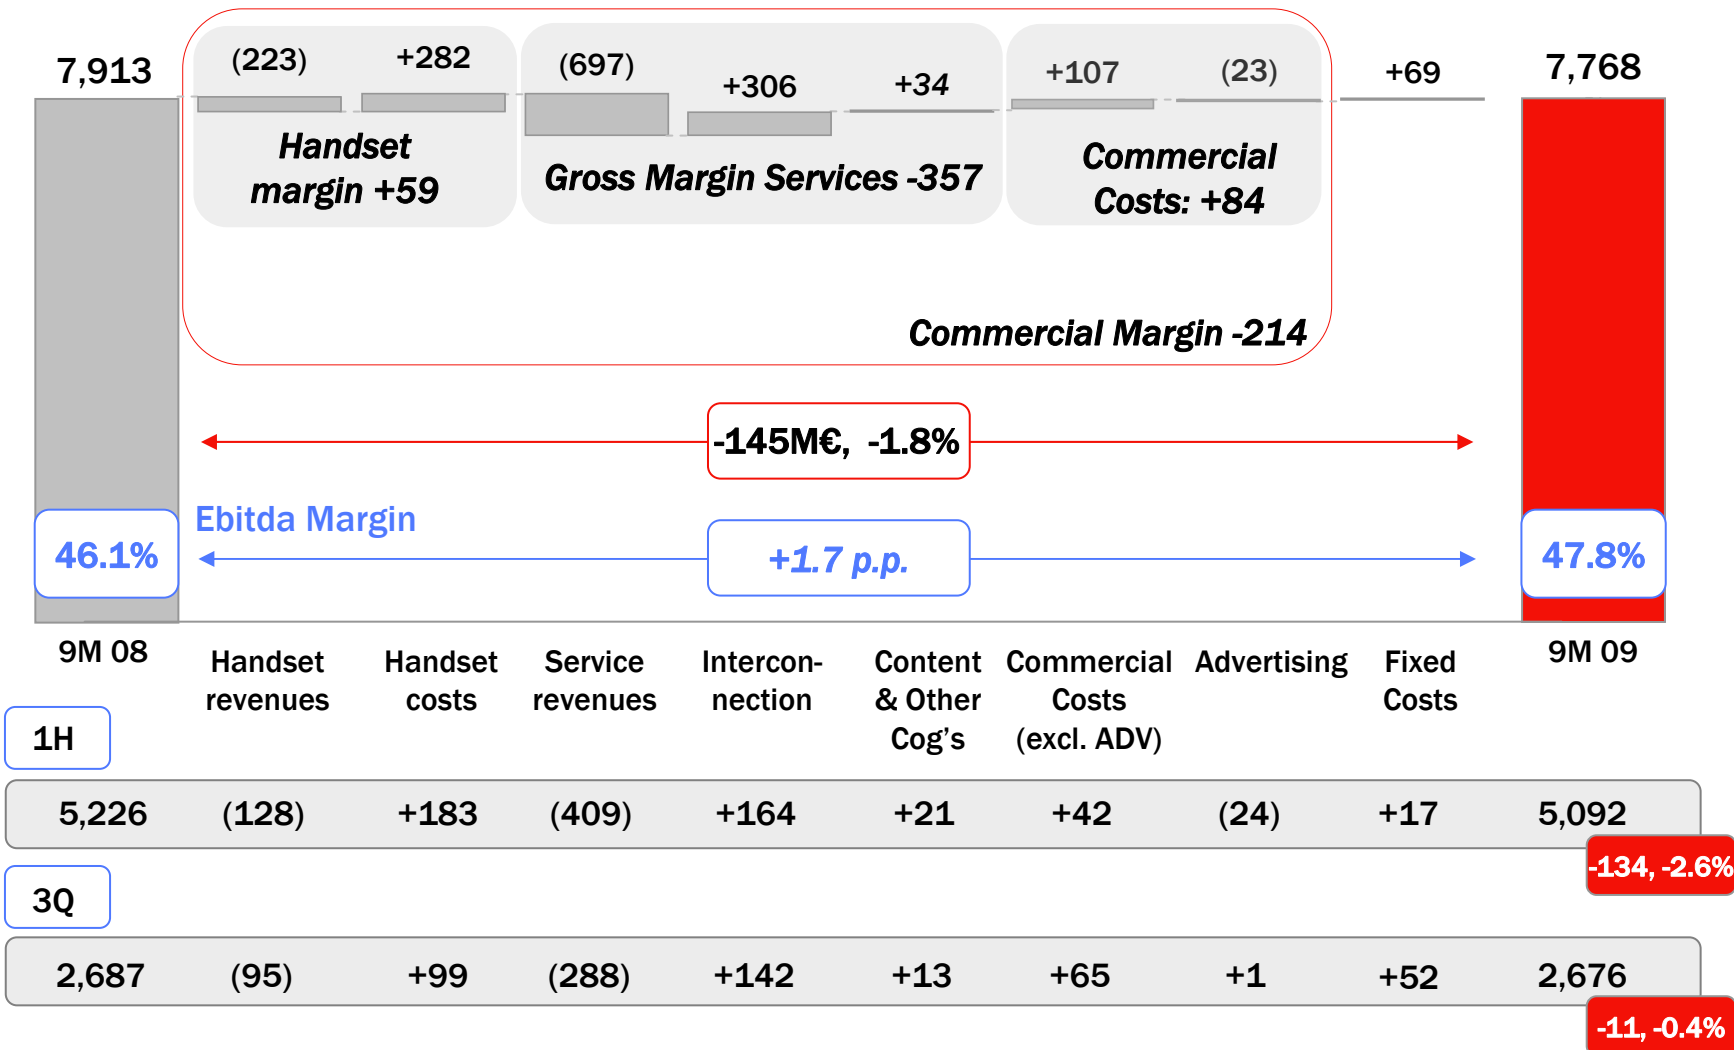 7,913
(223)
+282
(697)
+306
+34
+107
(23)
+69
7,768
Handset
margin +59
Gross Margin Services -357
Commercial
Costs: +84
Commercial Margin -214
-145M€, -1.8%
Ebitda Margin
46.1%
+1.7 p.p.
47.8%
9M 08
Handset
revenues
Handset
costs
Service
revenues
Intercon-
nection
Content
& Other
Cog's
Commercial
Costs
(excl. ADV)
Advertising
Fixed
Costs
9M 09
1H
5,226 (128) +183 (409) +164 +21 +42 (24) +17 5,092
-134, -2.6%
3Q
2,687 (95) +99 (288) +142 +13 +65 +1 +52 2,676
-11, -0.4%